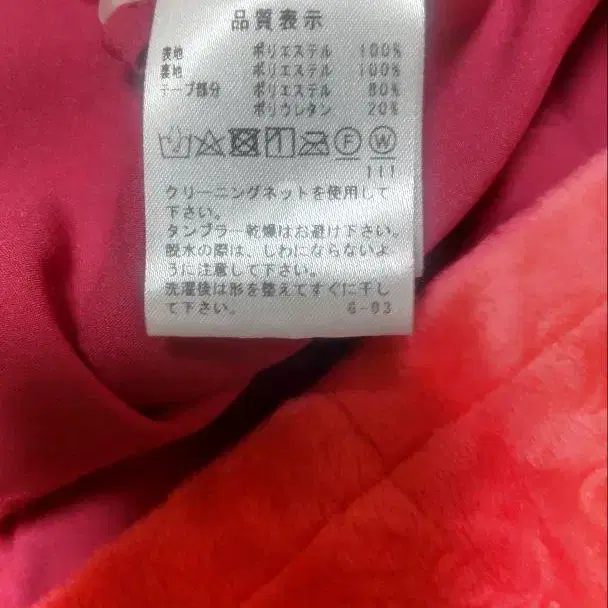 品質表示
表地 ポリエステル 100%
裏地 ポリエステル 100%
テープ部分 ポリエステル 80%
ポリウレタン 20%
F W
111
クリーニングネットを使用して
下さい。
タンブラー乾燥はお避け下さい。
脱水の際は、しわにならないよ
うに注意して下さい。
洗濯後は形を整えてすぐに干し
て下さい。 6-03